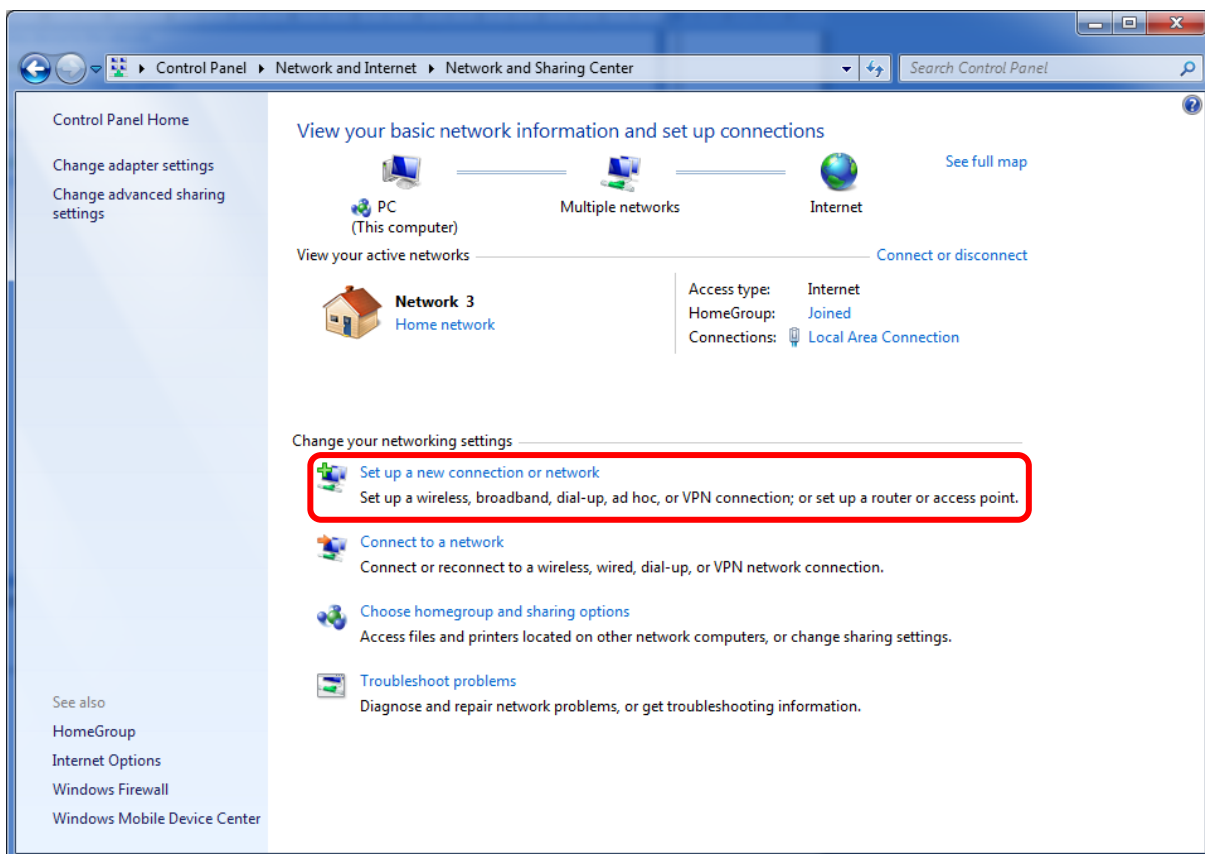 Control Panel Network and Internet Network and Sharing Center
Search Control Panel
Control Panel Home
Change adapter settings
Change advanced sharing
settings
See also
HomeGroup
Internet Options
Windows Firewall
Windows Mobile Device Center
View your basic network information and set up connections
See full map
PC
(This computer)
Multiple networks
Internet
View your active networks
Connect or disconnect
Network 3
Home network
Access type: Internet
HomeGroup: Joined
Connections: Local Area Connection
Change your networking settings
Set up a new connection or network
Set up a wireless, broadband, dial-up, ad hoc, or VPN connection; or set up a router or access point.
Connect to a network
Connect or reconnect to a wireless, wired, dial-up, or VPN network connection.
Choose homegroup and sharing options
Access files and printers located on other network computers, or change sharing settings.
Troubleshoot problems
Diagnose and repair network problems, or get troubleshooting information.